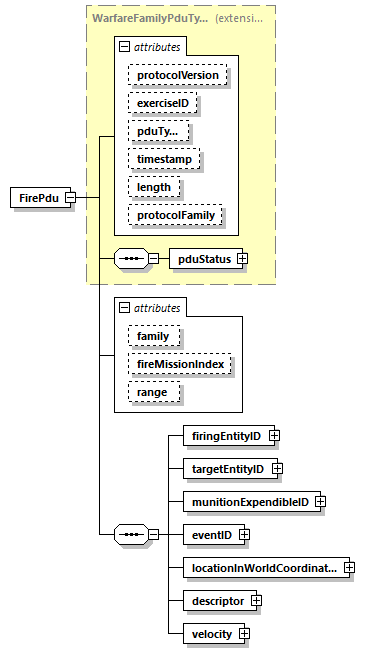 WarfareFamilyPduTy... (extensi...
attributes
protocolVersion
exerciseID
pduTy...
timestamp
length
protocolFamily
FirePdu
pduStatus
attributes
family
fireMissionIndex
range
firingEntityID
targetEntityID
munitionExpendibleID
eventID
locationInWorldCoordinat...
descriptor
velocity